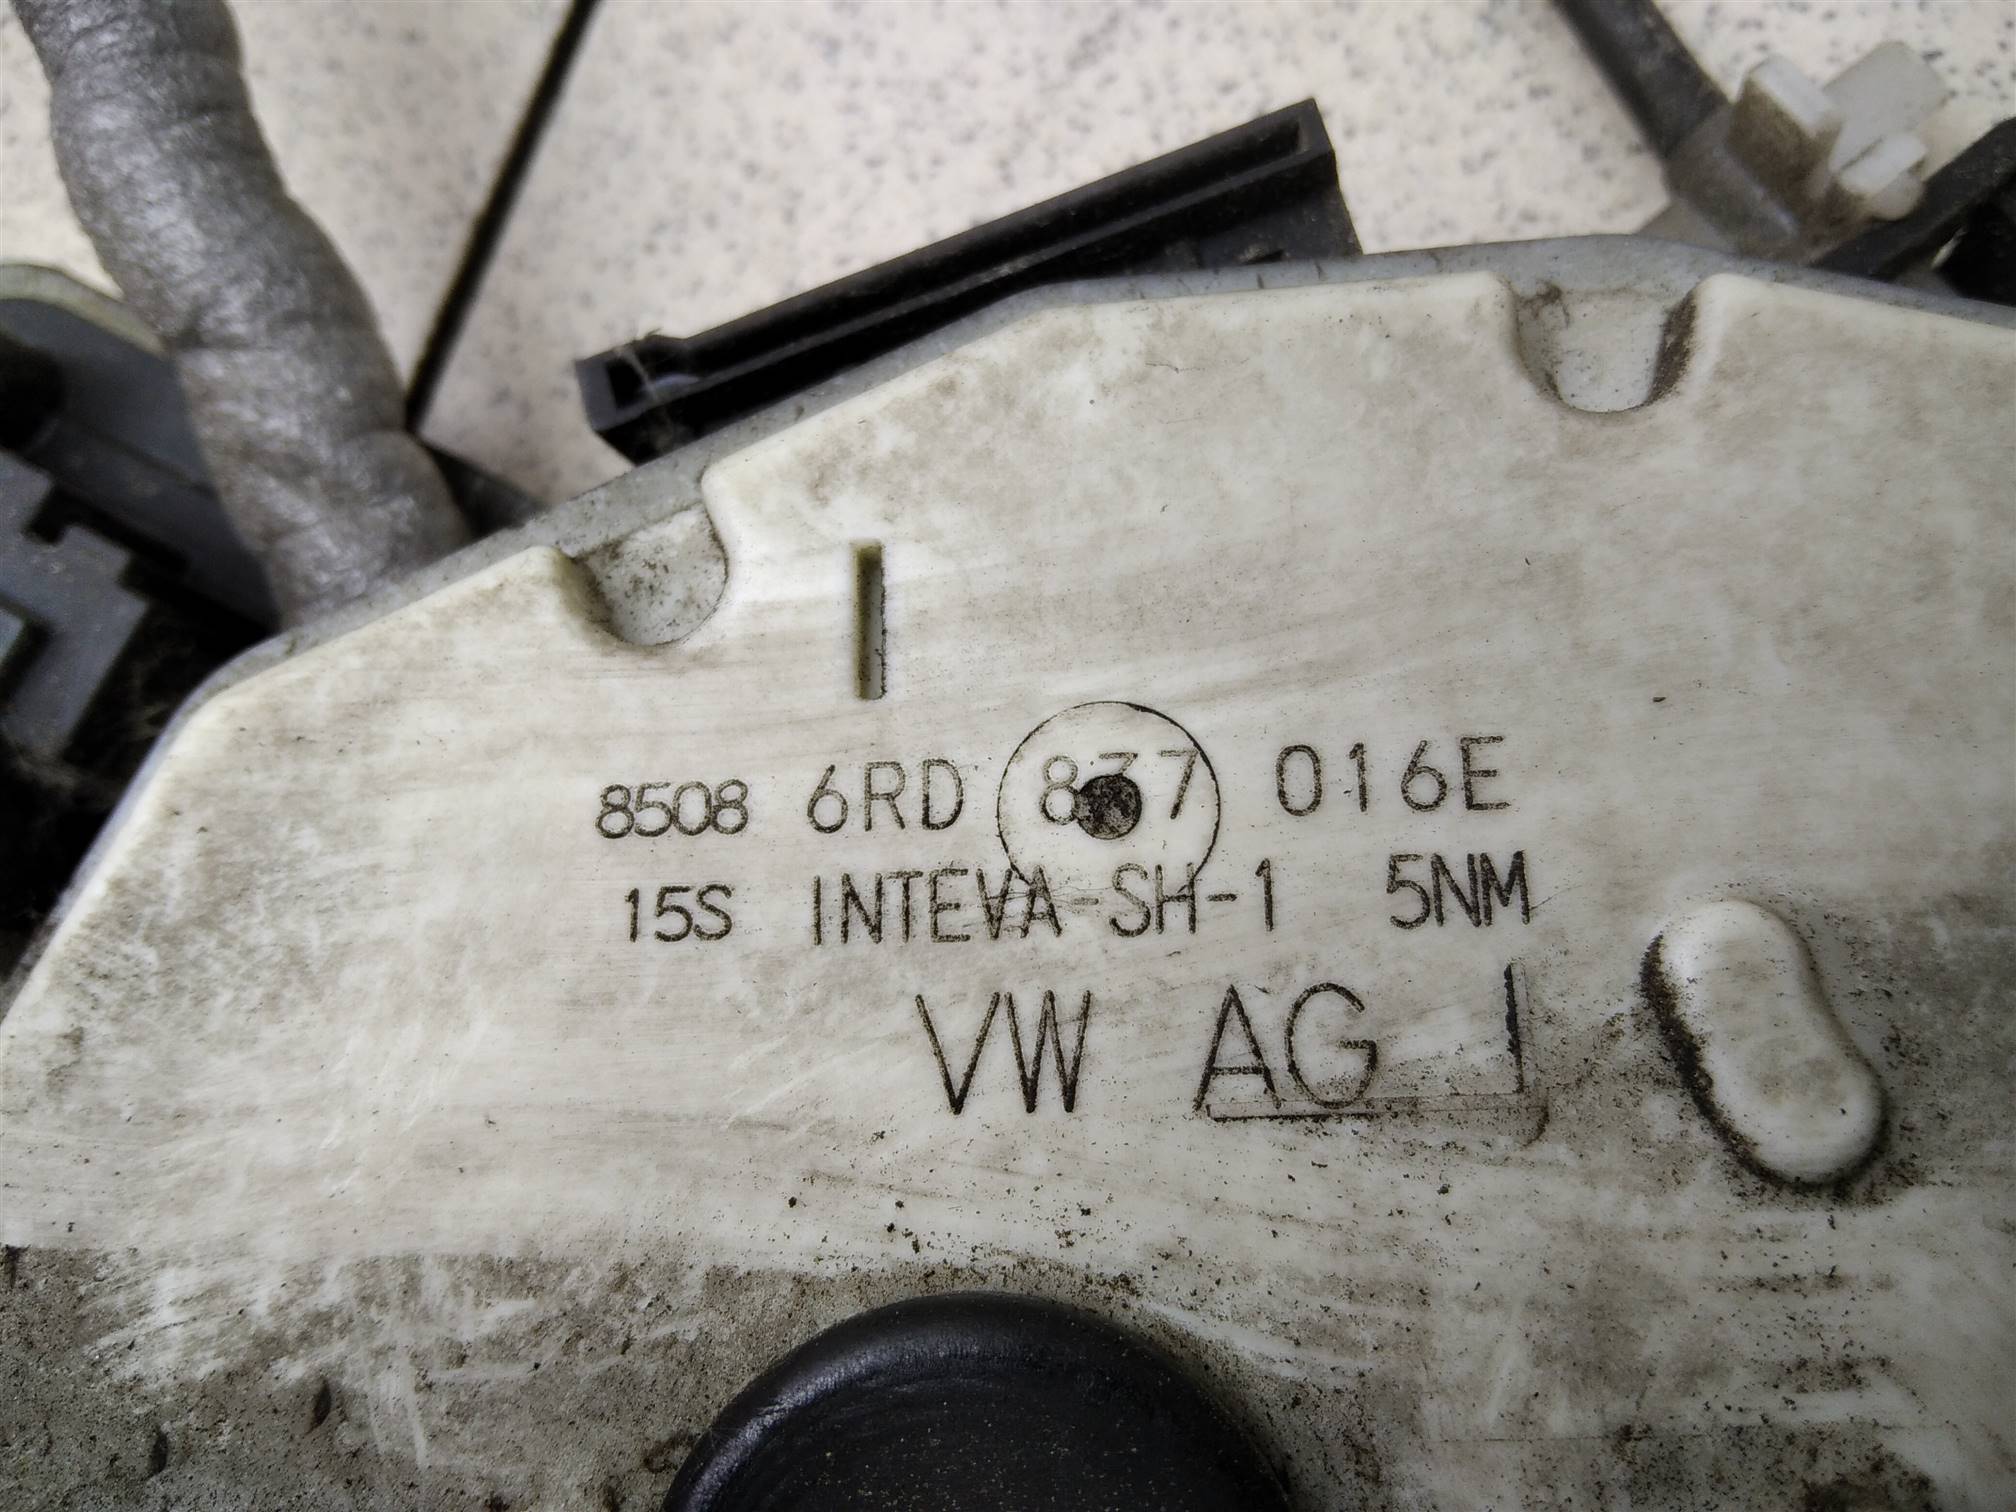 8508 6RD 837 016E
15S INTEVA-SH-1 5NM
VW AG